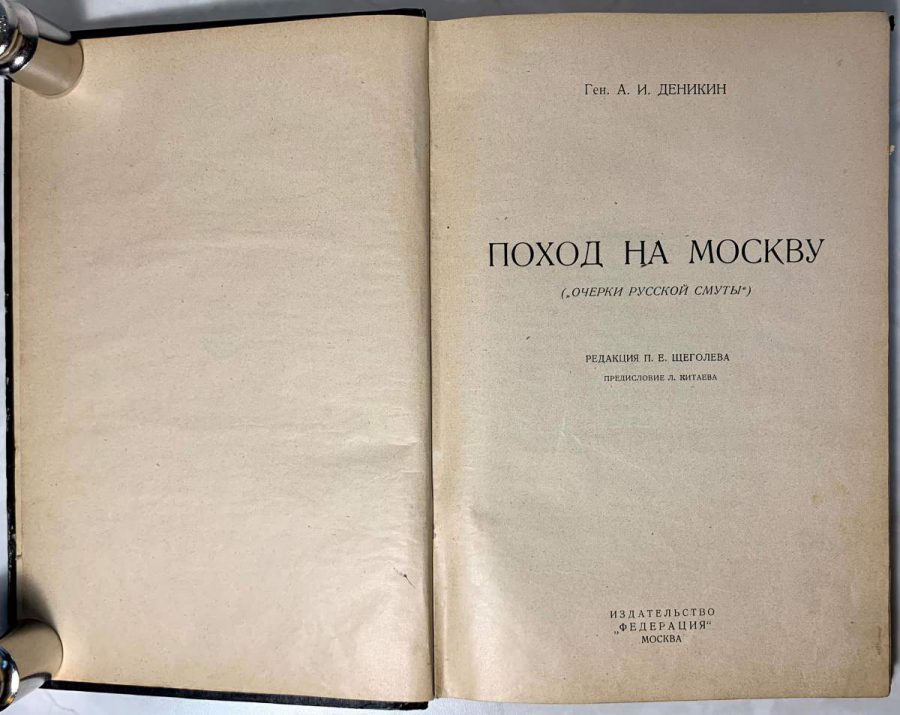 Ген. А. И. ДЕНИКИН
ПОХОД НА МОСКВУ
(„ОЧЕРКИ РУССКОЙ СМУТЫ“)
РЕДАКЦИЯ П. Е. ЩЕГОЛЕВА
ПРЕДИСЛОВИЕ Л. КИТАЕВА
ИЗДАТЕЛЬСТВО
„ФЕДЕРАЦИЯ“
МОСКВА